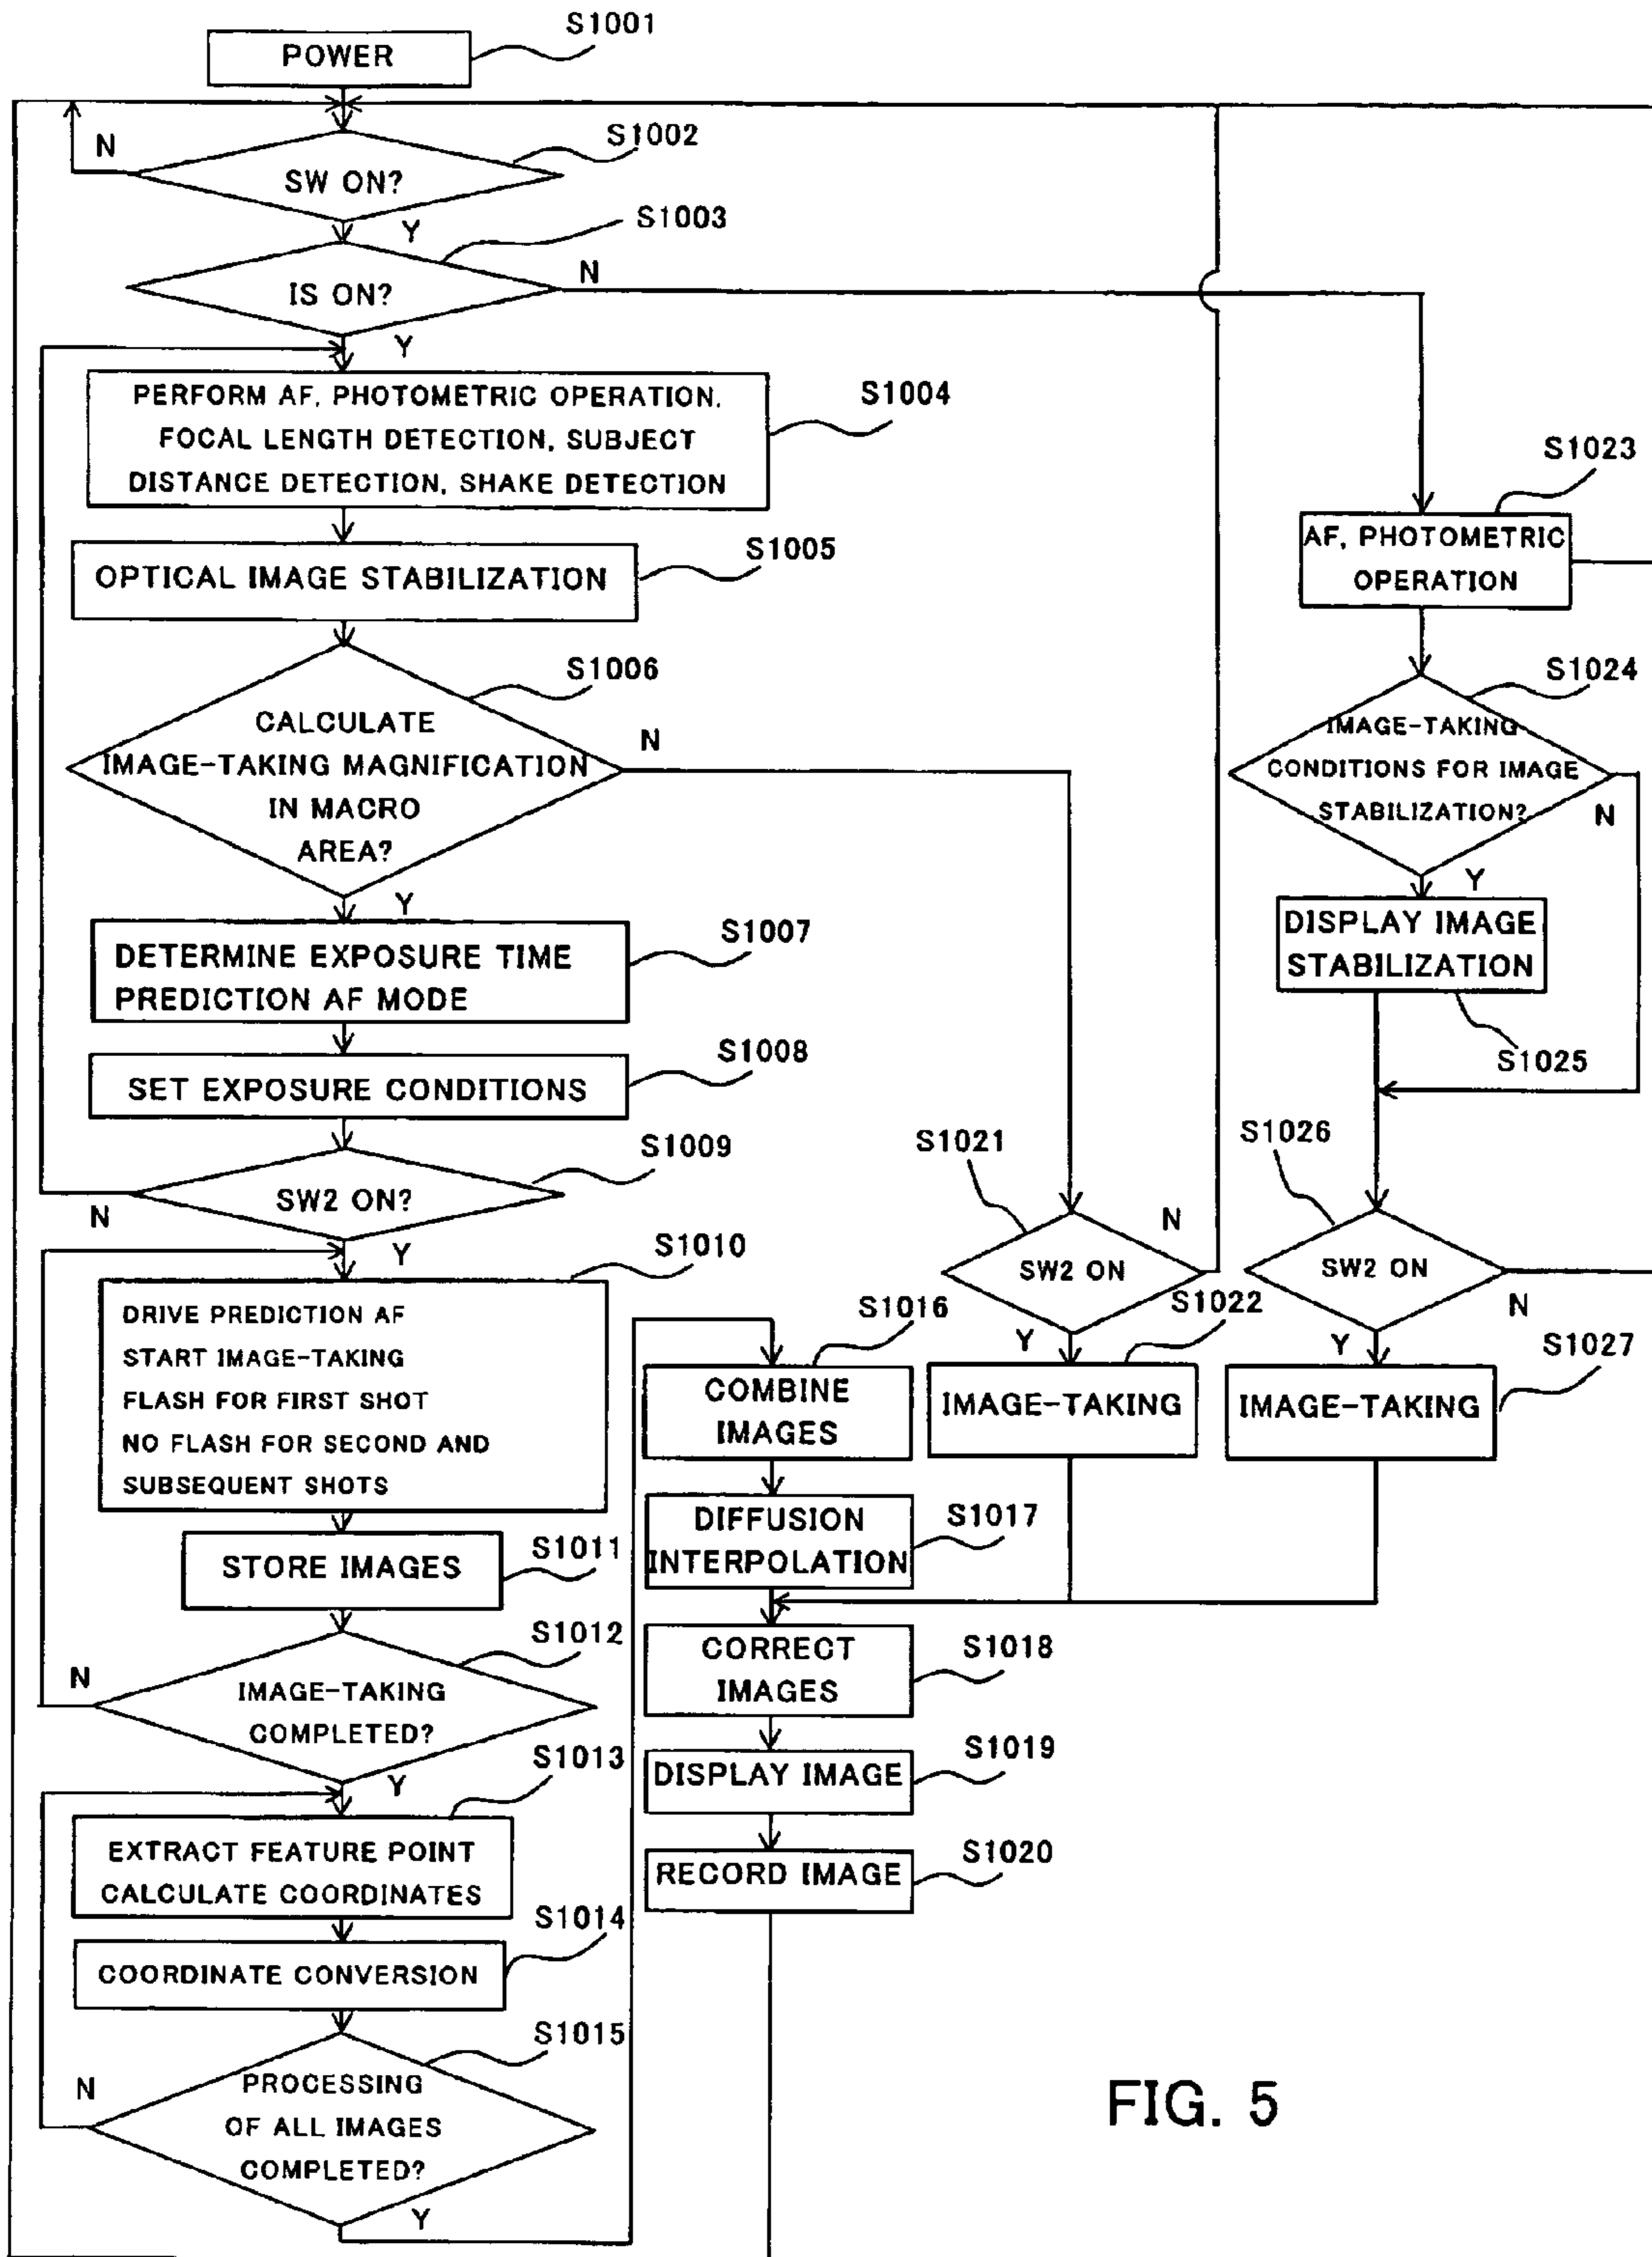 S1001
POWER
S1002
N
SW ON?
Y
S1003
IS ON?
N
Y
S1004
PERFORM AF, PHOTOMETRIC OPERATION,
FOCAL LENGTH DETECTION, SUBJECT
DISTANCE DETECTION, SHAKE DETECTION
S1005
OPTICAL IMAGE STABILIZATION
S1006
CALCULATE
IMAGE-TAKING MAGNIFICATION
IN MACRO
AREA?
N
Y
S1007
DETERMINE EXPOSURE TIME
PREDICTION AF MODE
S1008
SET EXPOSURE CONDITIONS
S1009
SW2 ON?
N
Y
S1010
DRIVE PREDICTION AF
START IMAGE-TAKING
FLASH FOR FIRST SHOT
NO FLASH FOR SECOND AND
SUBSEQUENT SHOTS
S1011
STORE IMAGES
S1012
N
IMAGE-TAKING
COMPLETED?
Y
S1013
EXTRACT FEATURE POINT
CALCULATE COORDINATES
S1014
COORDINATE CONVERSION
S1015
N
PROCESSING
OF ALL IMAGES
COMPLETED?
Y
S1016
COMBINE
IMAGES
S1017
DIFFUSION
INTERPOLATION
S1018
CORRECT
IMAGES
S1019
DISPLAY IMAGE
S1020
RECORD IMAGE
S1021
N
SW2 ON
Y
S1022
IMAGE-TAKING
S1023
AF, PHOTOMETRIC
OPERATION
S1024
IMAGE-TAKING
CONDITIONS FOR IMAGE
STABILIZATION?
N
Y
DISPLAY IMAGE
STABILIZATION
S1025
S1026
SW2 ON
N
Y
S1027
IMAGE-TAKING
FIG. 5